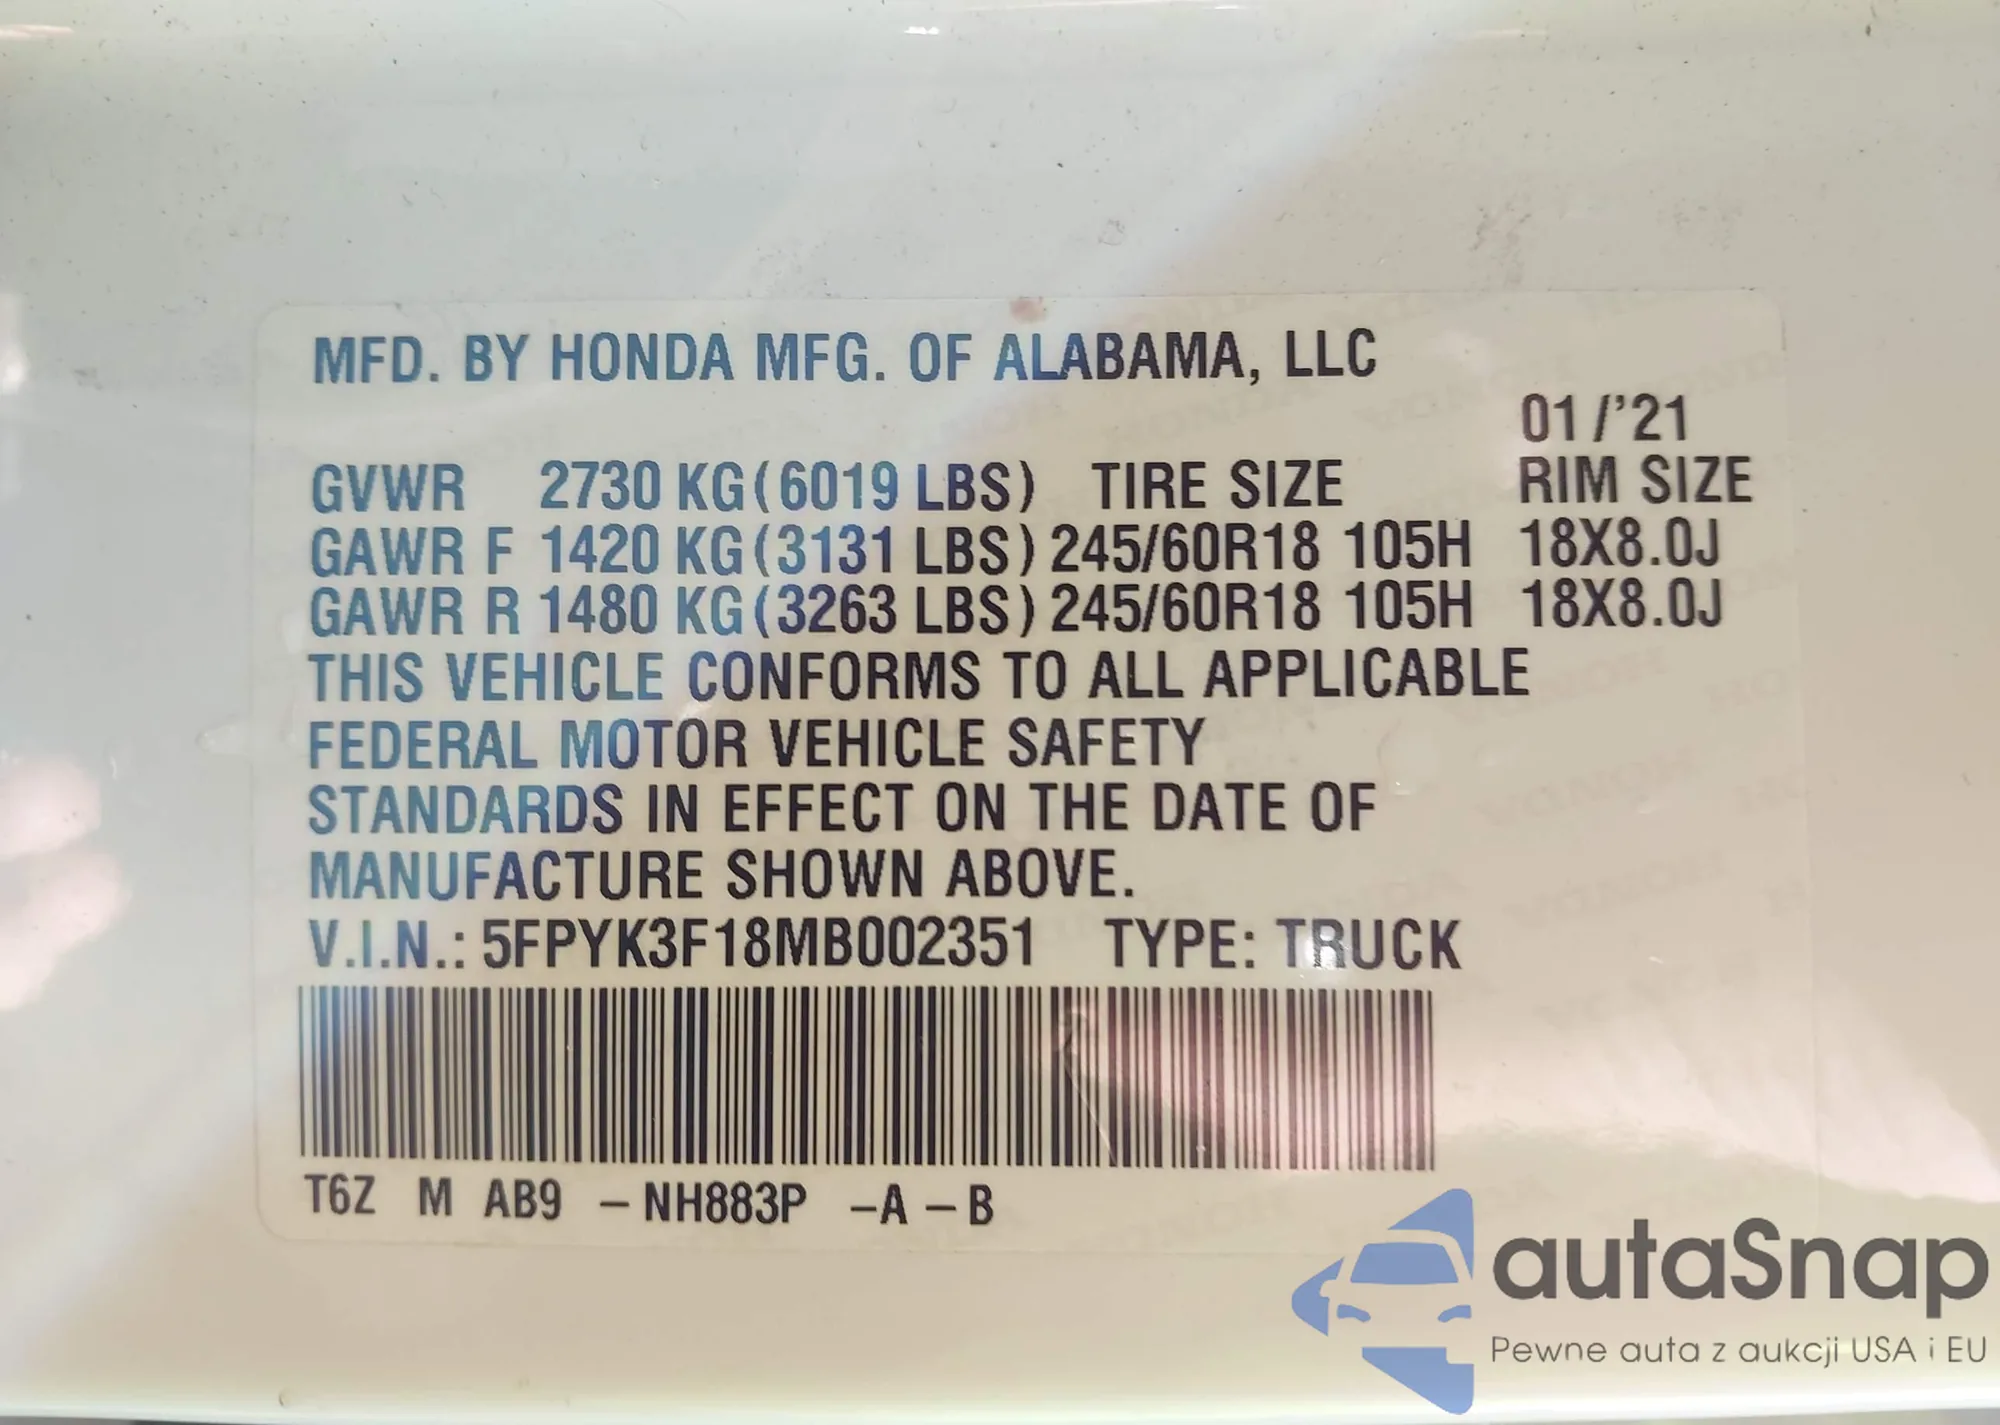 MFD. BY HONDA MFG. OF ALABAMA, LLC
01/'21
GVWR 2730 KG(6019 LBS) TIRE SIZE RIM SIZE
GAWR F 1420 KG(3131 LBS) 245/60R18 105H 18X8.0J
GAWR R 1480 KG(3263 LBS) 245/60R18 105H 18X8.0J
THIS VEHICLE CONFORMS TO ALL APPLICABLE
FEDERAL MOTOR VEHICLE SAFETY
STANDARDS IN EFFECT ON THE DATE OF
MANUFACTURE SHOWN ABOVE.
V.I.N.: 5FPYK3F18MB002351 TYPE: TRUCK
T6Z M AB9 –NH883P –A –B
autaSnap
Pewne auta z aukcji USA i EU